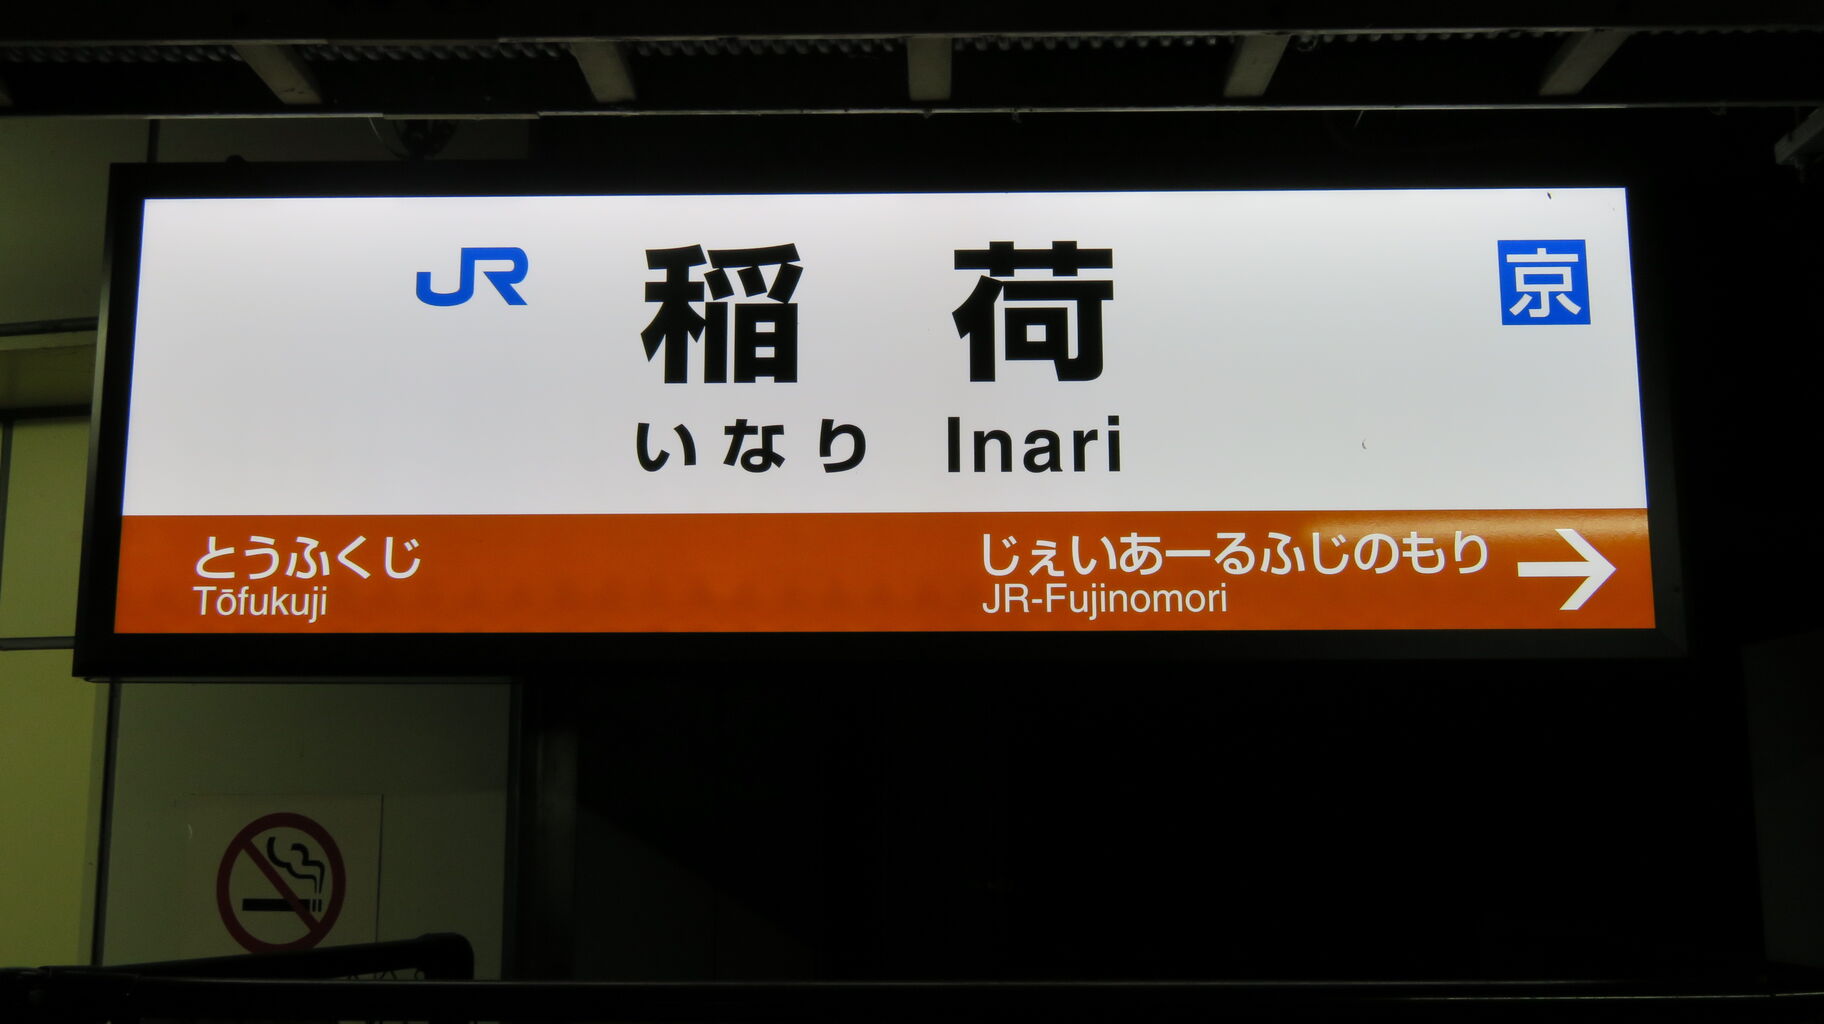 JR 稲荷 京
いなり Inari
とうふくじ じぇいあーるふじのもり
Tōfukuji JR-Fujinomori